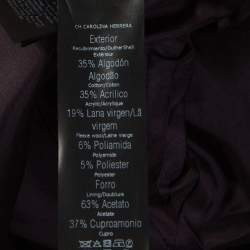 CH CAROLINA HERRERA
Exterior
Recubrimiento/Outher Shell
Extérieur
35% Algodón
Algodão
Cotton/Coton
35% Acrilico
Acrylic/Acrylique
19% Lana virgen/Lã
virgem
Fleece wool/Laine vierge
6% Poliamida
Polyamide
5% Poliester
Polyester
Forro
Lining/Doublure
63% Acetato
Acetate
37% Cuproamonio
Cupro